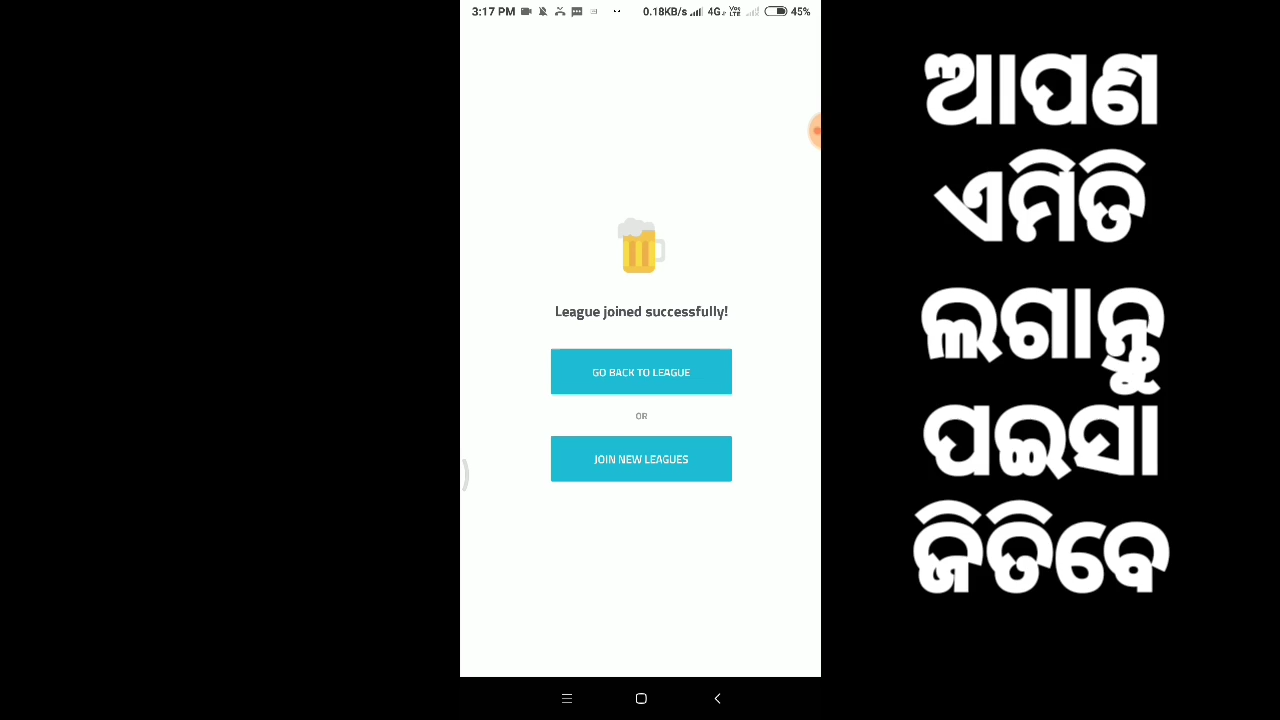 3:17 PM 0.18KB/s 4G VoLTE 45%
League joined successfully!
GO BACK TO LEAGUE
OR
JOIN NEW LEAGUES
ଆପଣ
ଏମିତି
ଲଗାନ୍ତୁ
ପଇସା
ଜିତିବେ